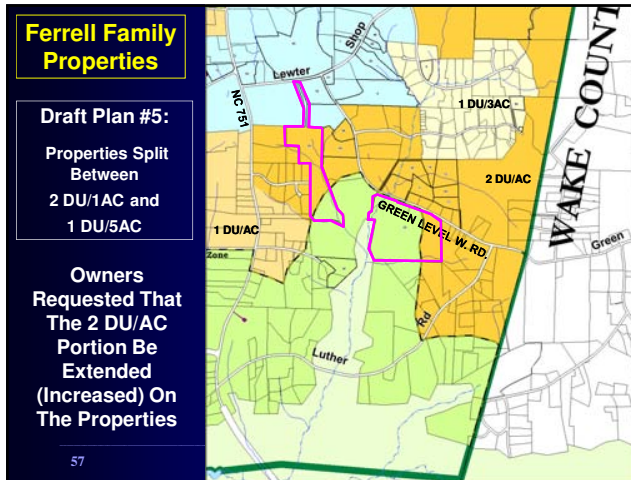 Ferrell Family
Properties
Draft Plan #5:
Properties Split
Between
2 DU/1AC and
1 DU/5AC
Owners
Requested That
The 2 DU/AC
Portion Be
Extended
(Increased) On
The Properties
57
Lewter
Shop
NC 751
1 DU/3AC
2 DU/AC
1 DU/AC
GREEN LEVEL W. RD.
Zone
Luther
Rd
WAKE COUNT
Green